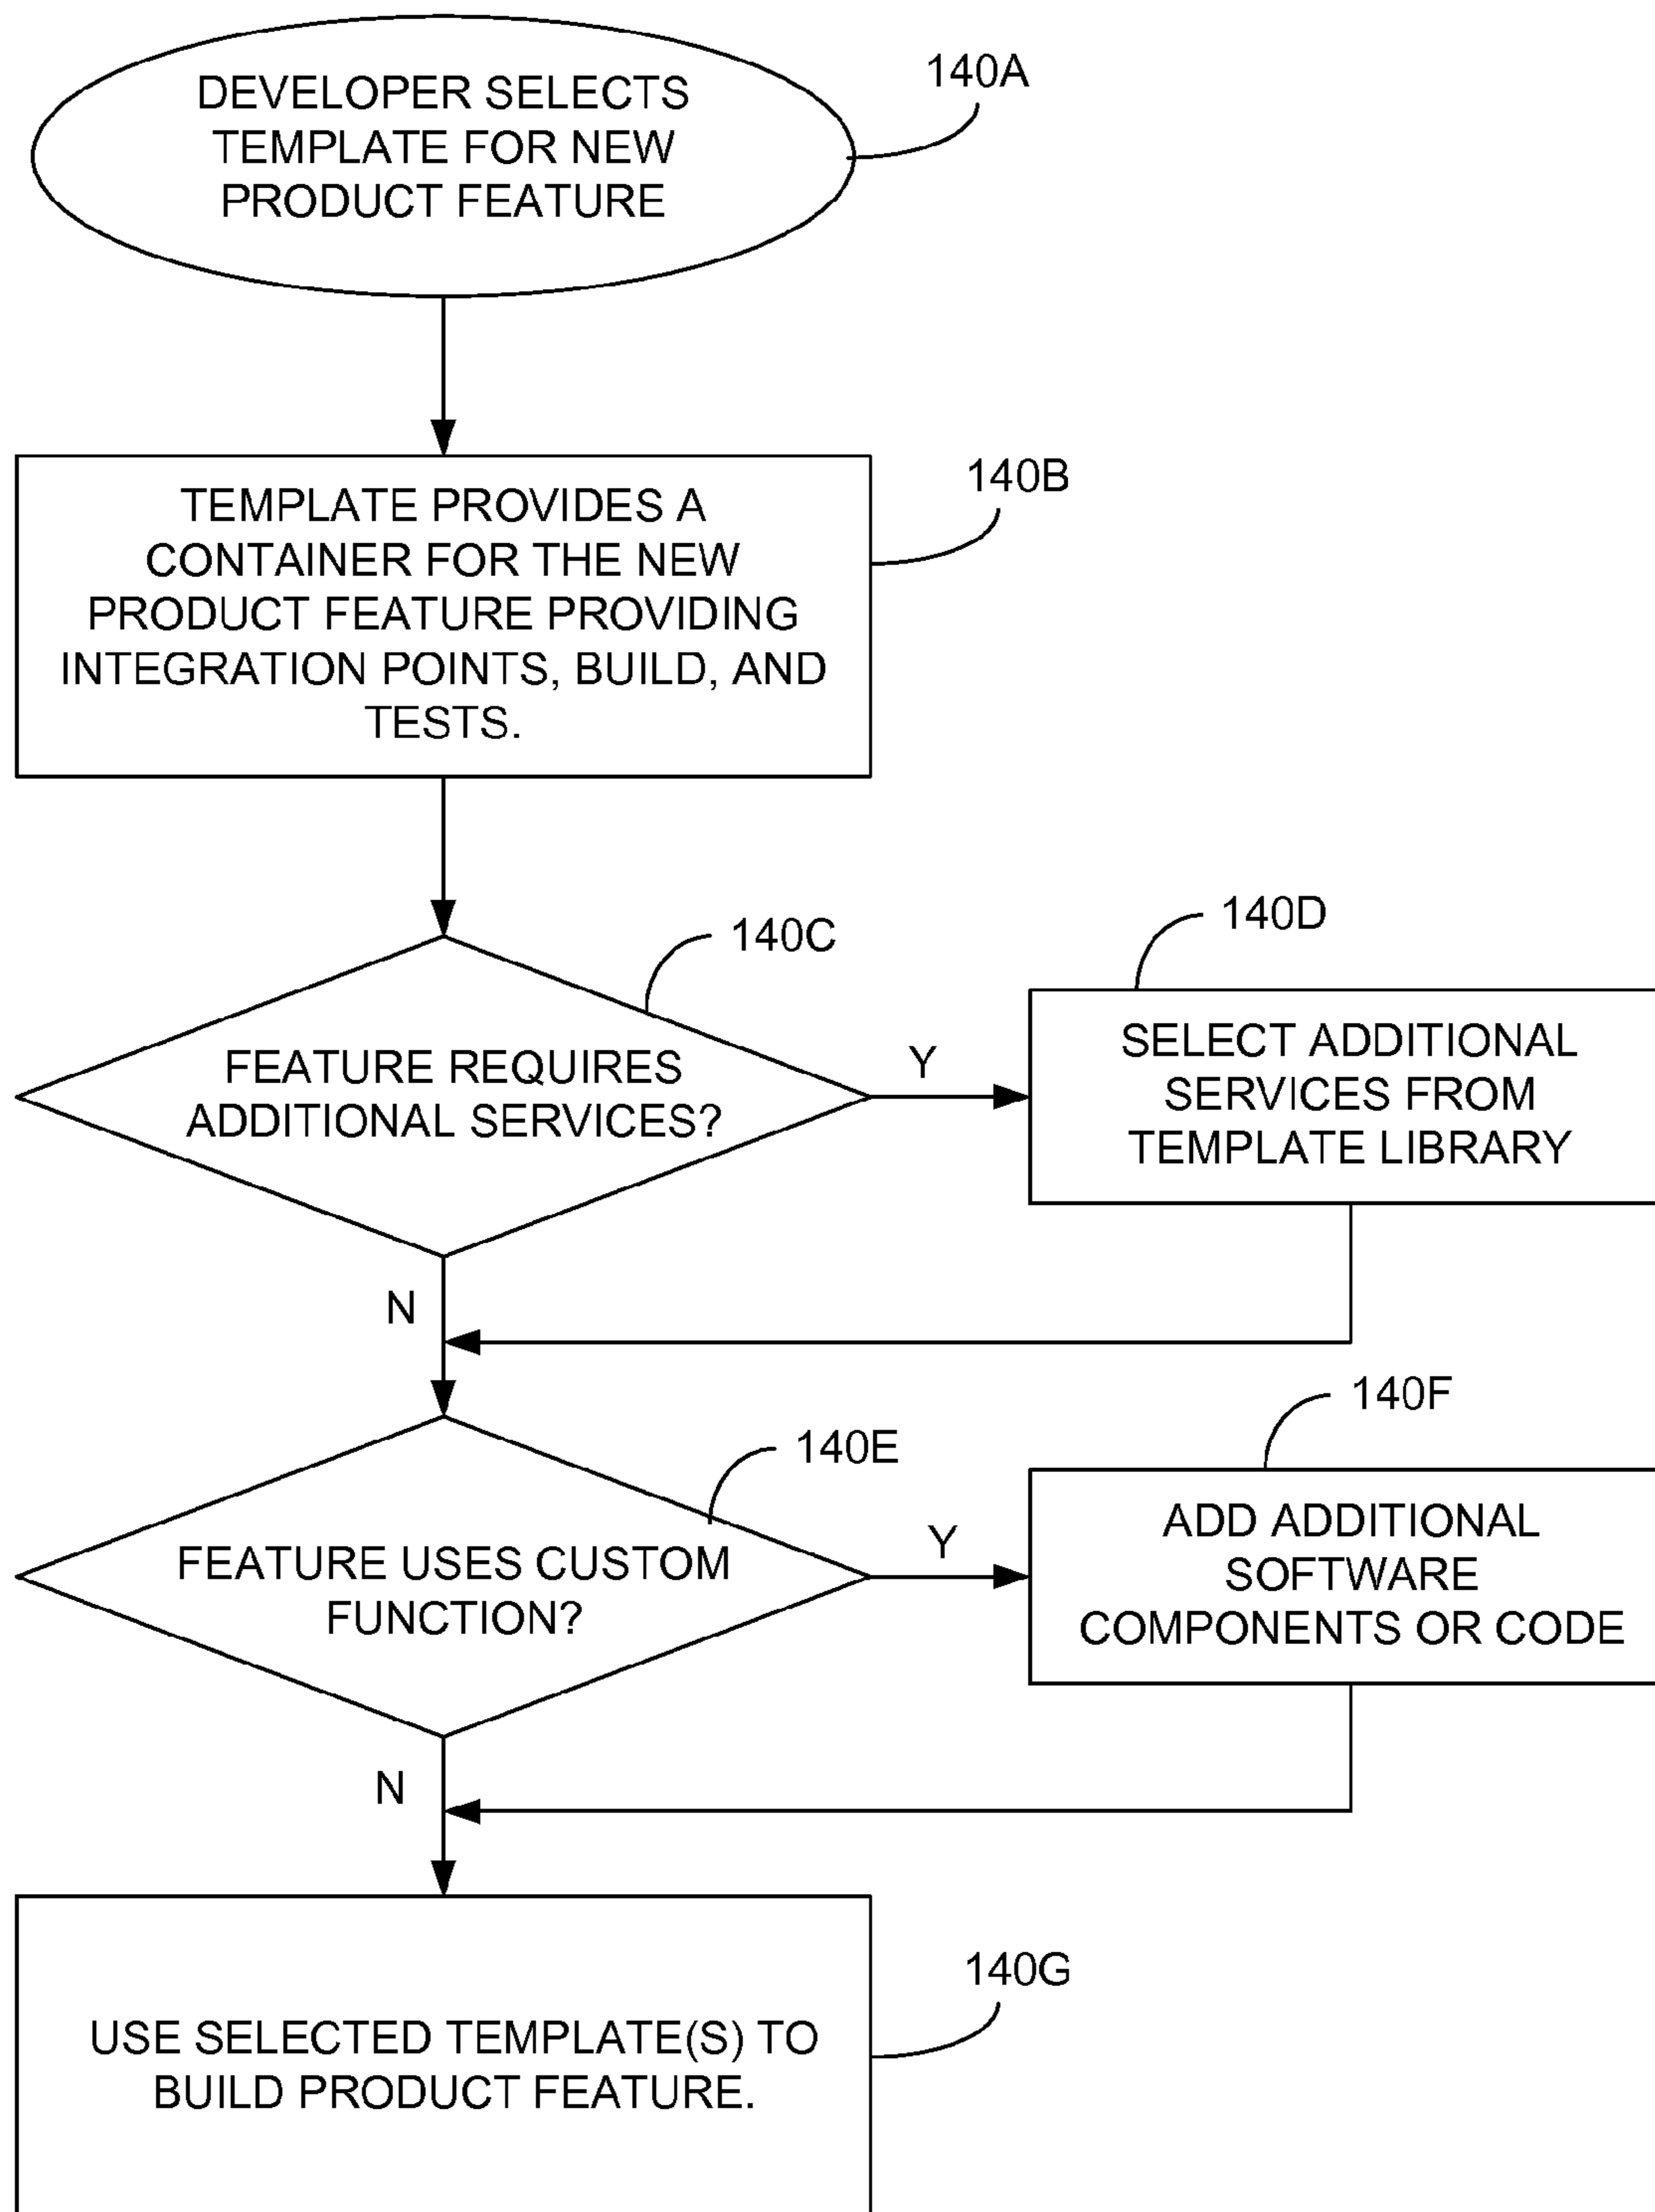 DEVELOPER SELECTS
TEMPLATE FOR NEW
PRODUCT FEATURE
140A
TEMPLATE PROVIDES A
CONTAINER FOR THE NEW
PRODUCT FEATURE PROVIDING
INTEGRATION POINTS, BUILD, AND
TESTS.
140B
140C
FEATURE REQUIRES
ADDITIONAL SERVICES?
Y
140D
SELECT ADDITIONAL
SERVICES FROM
TEMPLATE LIBRARY
N
140E
FEATURE USES CUSTOM
FUNCTION?
Y
140F
ADD ADDITIONAL
SOFTWARE
COMPONENTS OR CODE
N
140G
USE SELECTED TEMPLATE(S) TO
BUILD PRODUCT FEATURE.